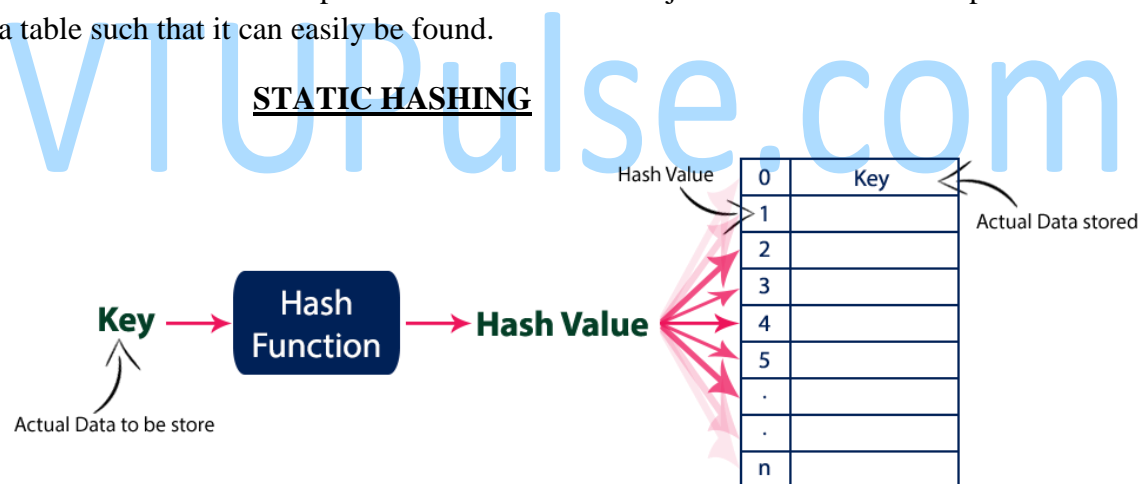 a table such that it can easily be found.
VTUPulse.com
STATIC HASHING
Hash Value
0 Key
Actual Data stored
1
2
3
Key
Hash
Function
Hash Value
4
5
.
.
n
Actual Data to be store